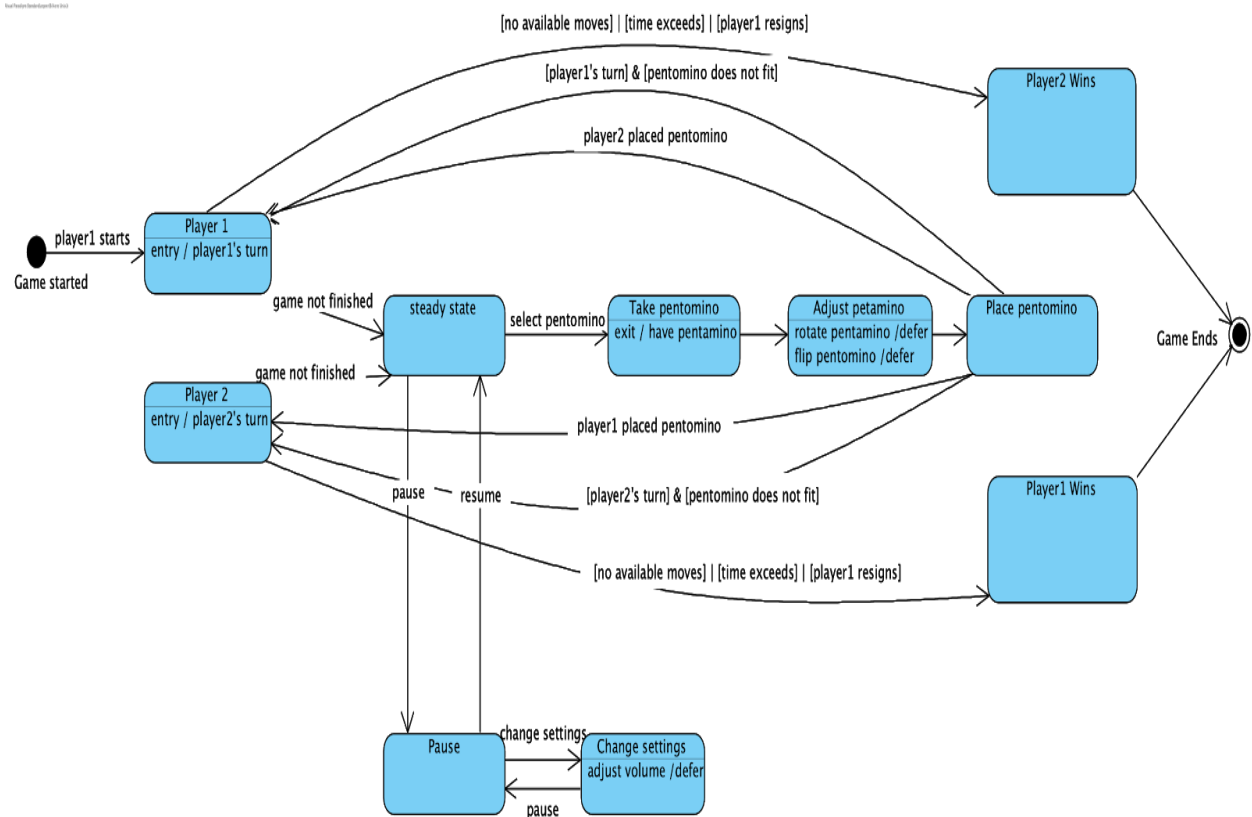 [no available moves] | [time exceeds] | [player1 resigns]
[player1's turn] & [pentomino does not fit]
Player2 Wins
player2 placed pentomino
Player 1
entry / player1's turn
player1 starts
Game started
game not finished
steady state
select pentomino
Take pentomino
exit / have pentamino
Adjust petamino
rotate pentamino /defer
flip pentomino /defer
Place pentomino
Game Ends
game not finished
Player 2
entry / player2's turn
player1 placed pentomino
pause
resume
[player2's turn] & [pentomino does not fit]
Player1 Wins
[no available moves] | [time exceeds] | [player1 resigns]
Pause
change settings
Change settings
adjust volume /defer
pause